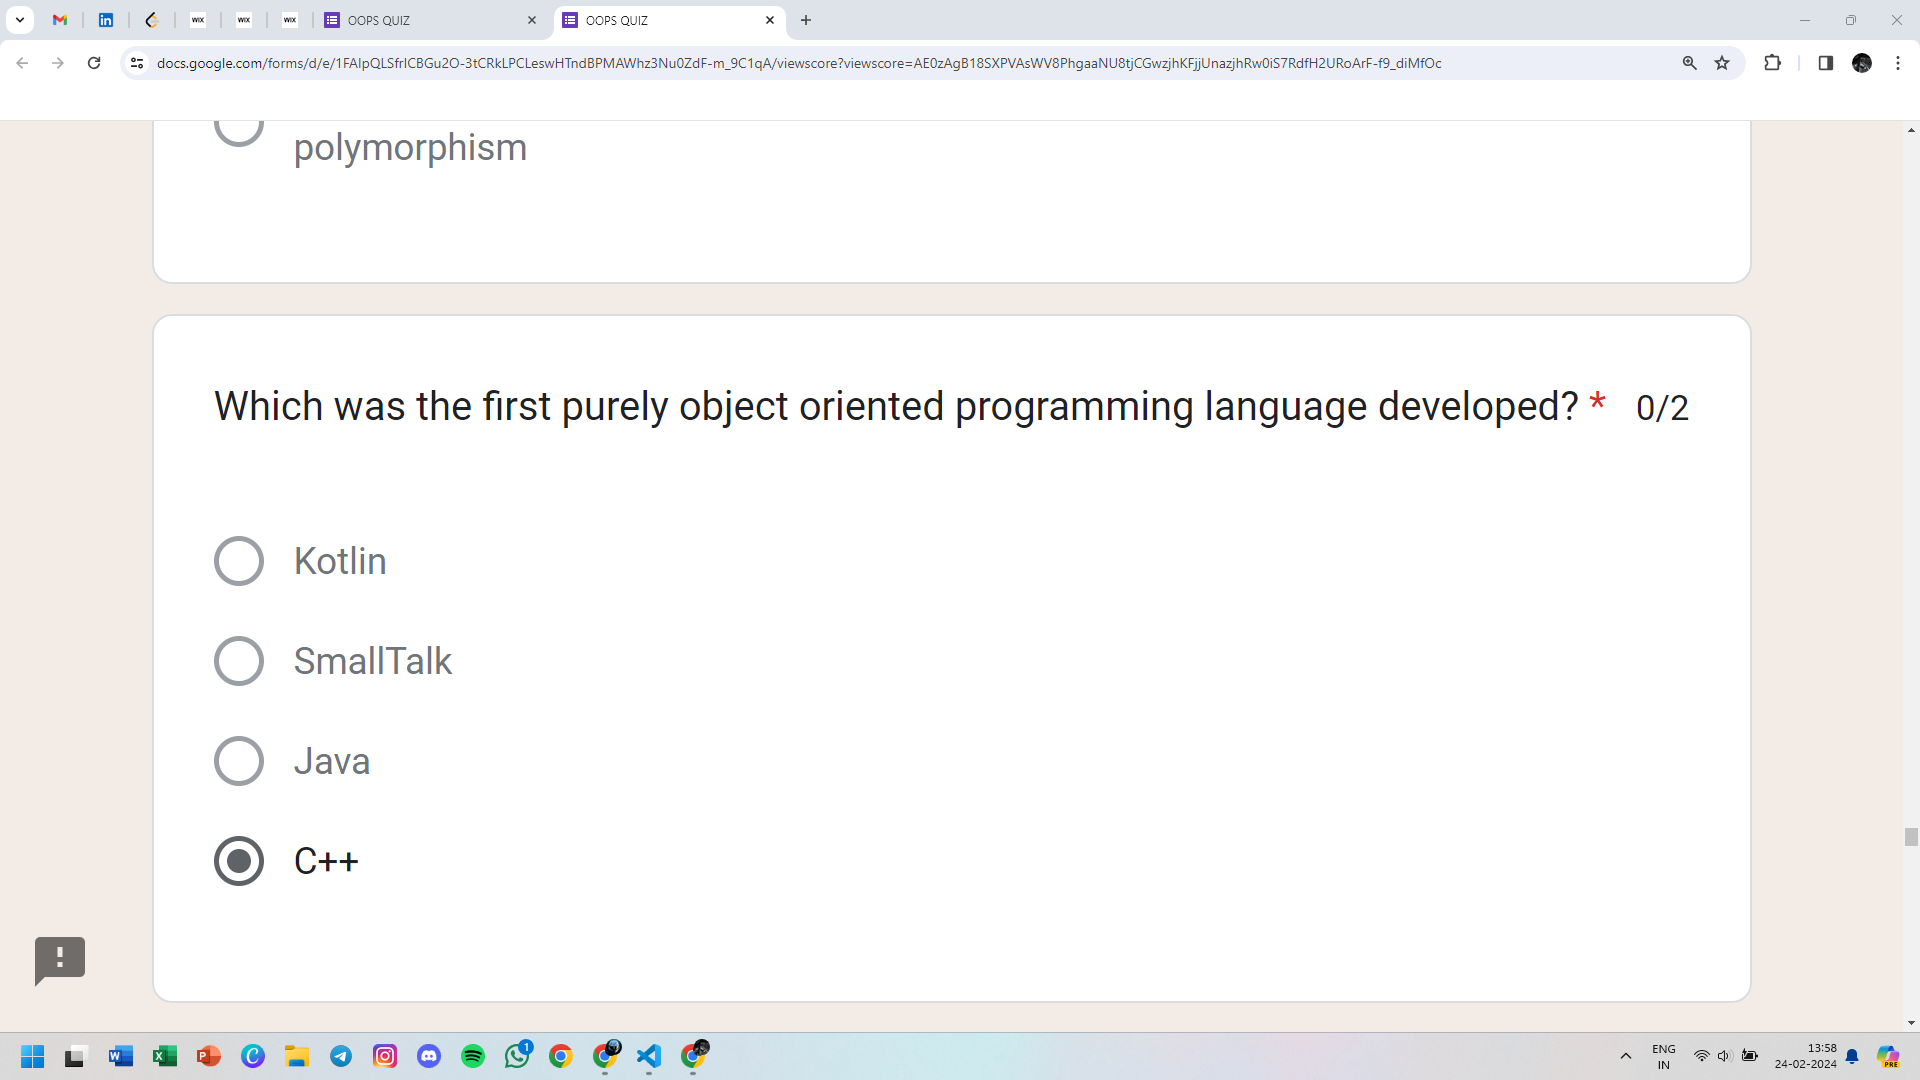 OOPS QUIZ
OOPS QUIZ
docs.google.com/forms/d/e/1FAIpQLSfrICBGu2O-3tCRkLPCLeswHTndBPMAWhz3Nu0ZdF-m_9C1qA/viewscore?viewscore=AE0zAgB18SXPVAsWV8PhgaaNU8tjCGwzjhKFjjUnazjhRw0iS7RdfH2URoArF-f9_diMfOc
polymorphism
Which was the first purely object oriented programming language developed? * 0/2
Kotlin
SmallTalk
Java
C++
ENG
IN
13:58
24-02-2024